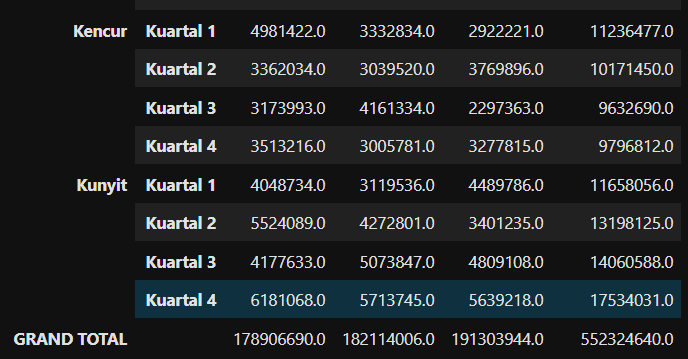 Kencur Kuartal 1 4981422.0 3332834.0 2922221.0 11236477.0
Kuartal 2 3362034.0 3039520.0 3769896.0 10171450.0
Kuartal 3 3173993.0 4161334.0 2297363.0 9632690.0
Kuartal 4 3513216.0 3005781.0 3277815.0 9796812.0
Kunyit Kuartal 1 4048734.0 3119536.0 4489786.0 11658056.0
Kuartal 2 5524089.0 4272801.0 3401235.0 13198125.0
Kuartal 3 4177633.0 5073847.0 4809108.0 14060588.0
Kuartal 4 6181068.0 5713745.0 5639218.0 17534031.0
GRAND TOTAL 178906690.0 182114006.0 191303944.0 552324640.0